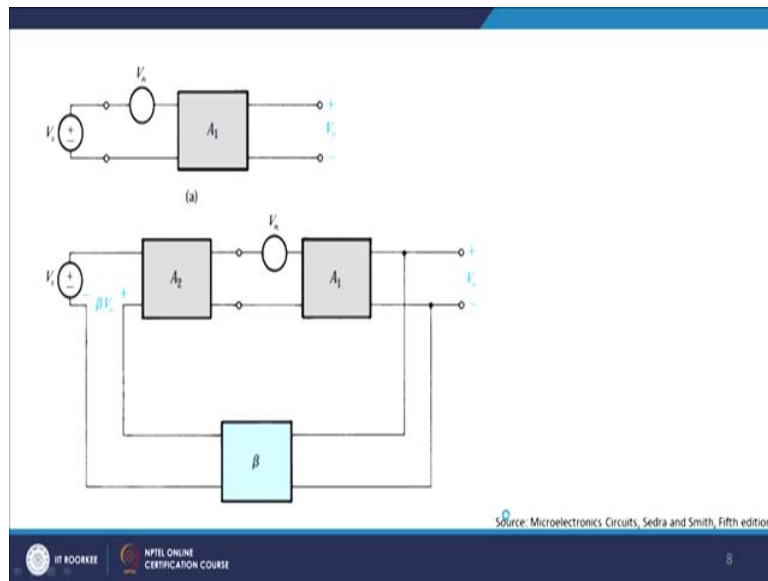 Vn
Vs
+
−
A1
+
Vo
−
(a)
Vn
Vs
+
−
− βVo +
A2
A1
+
Vo
−
β
Source: Microelectronics Circuits, Sedra and Smith, Fifth edition
IIT ROORKEE
NPTEL ONLINE
CERTIFICATION COURSE
8